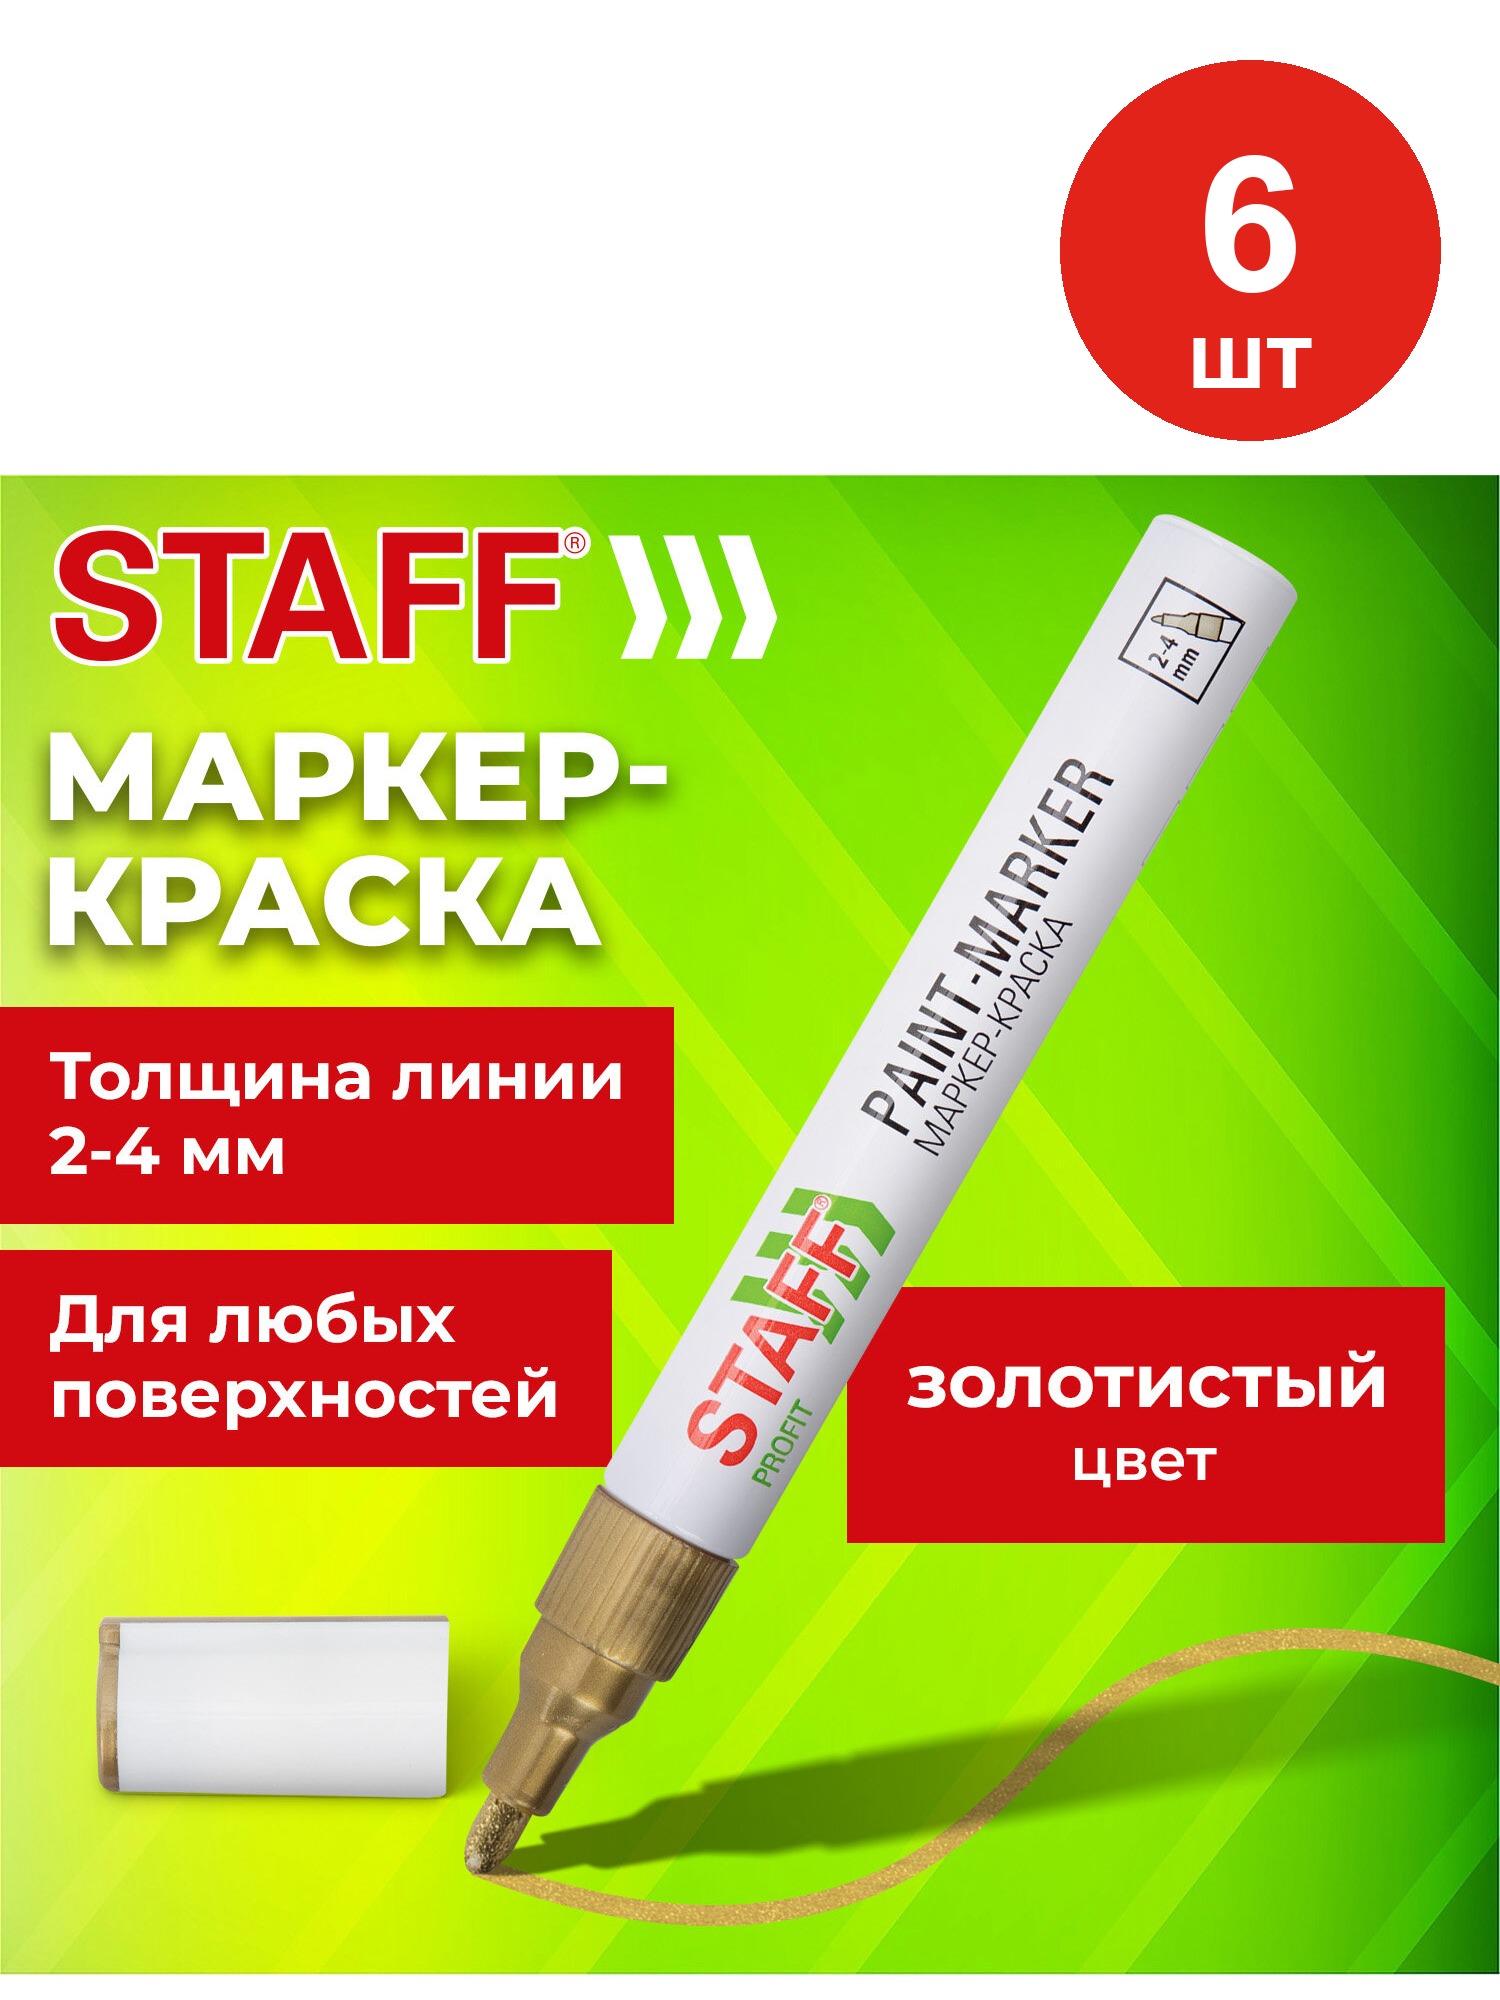 6
шт
STAFF®
МАРКЕР-
КРАСКА
Толщина линии
2-4 мм
Для любых
поверхностей
золотистый
цвет
2-4
mm
PAINT-MARKER
МАРКЕР-КРАСКА
STAFF®
PROFIT